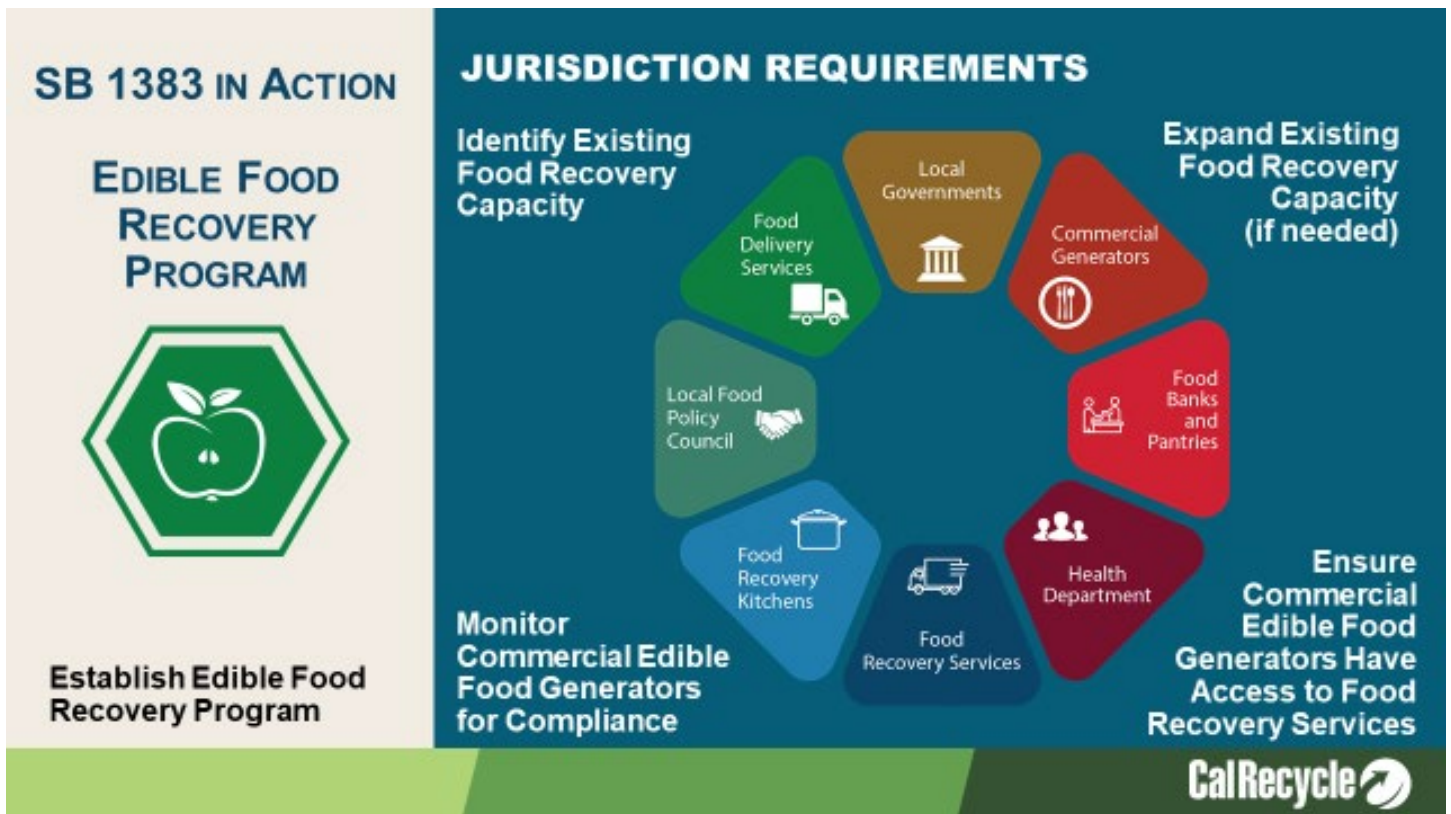 SB 1383 IN ACTION
EDIBLE FOOD
RECOVERY
PROGRAM
Establish Edible Food
Recovery Program
JURISDICTION REQUIREMENTS
Identify Existing
Food Recovery
Capacity
Expand Existing
Food Recovery
Capacity
(if needed)
Local
Governments
Commercial
Generators
Food
Banks
and
Pantries
Health
Department
Food
Recovery Services
Food
Recovery
Kitchens
Local Food
Policy
Council
Food
Delivery
Services
Monitor
Commercial Edible
Food Generators
for Compliance
Ensure
Commercial
Edible Food
Generators Have
Access to Food
Recovery Services
CalRecycle